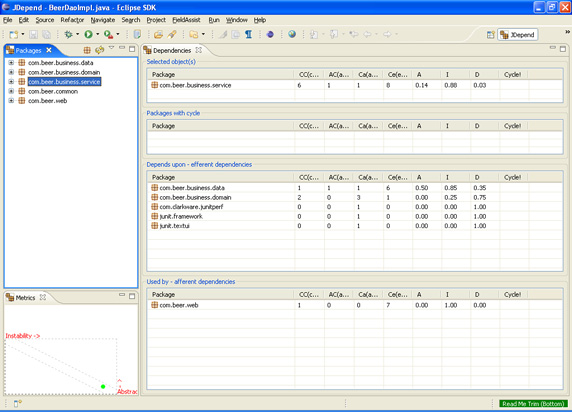 JDepend - BeerDaoImpl.java - Eclipse SDK
File Edit Source Refactor Navigate Search Project FieldAssist Run Window Help
JDepend
Packages
com.beer.business.data
com.beer.business.domain
com.beer.business.service
com.beer.common
com.beer.web
Dependencies
Selected object(s)
Package CC(c... AC(a... Ca(a... Ce(e... A I D Cycle!
com.beer.business.service 6 1 1 8 0.14 0.88 0.03
Packages with cycle
Package CC(c... AC(a... Ca(a... Ce(e... A I D Cycle!
Depends upon - efferent dependencies
Package CC(c... AC(a... Ca(a... Ce(e... A I D Cycle!
com.beer.business.data 1 1 1 6 0.50 0.85 0.35
com.beer.business.domain 2 0 3 1 0.00 0.25 0.75
com.clarkware.junitperf 0 0 1 0 0.00 0.00 1.00
junit.framework 0 0 1 0 0.00 0.00 1.00
junit.textui 0 0 1 0 0.00 0.00 1.00
Used by - afferent dependencies
Package CC(c... AC(a... Ca(a... Ce(e... A I D Cycle!
com.beer.web 1 0 0 7 0.00 1.00 0.00
Metrics
Instability ->
Abstrac
Read Me Trim (Bottom)